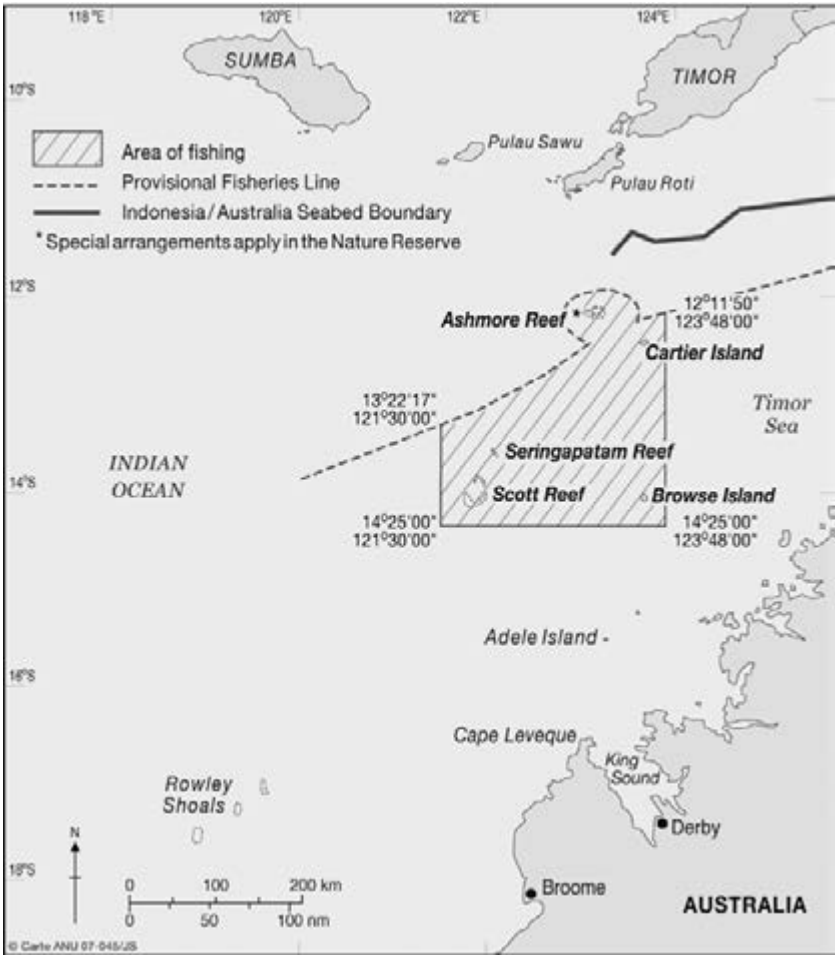 118 °E
120°E
122 °E
124°E
SUMBA
TIMOR
10°S
Pulau Sawu
Area of fishing
Provisional Fisheries Line
Pulau Roti
Indonesia/Australia Seabed Boundary
* Special arrangements apply in the Nature Reserve
12°S
12°11'50"
123°48'00"
Ashmore Reef
Cartier Island
13°22'17"
121°30'00"
Timor
Sea
Seringapatam Reef
INDIAN
OCEAN
14°S
Scott Reef
Browse Island
14°25'00"
121°30'00"
14°25'00"
123°48'00"
Adele Island
16°S
Cape Leveque
King
Sound
Rowley
Shoals
N
Derby
18°S
0 100 200 km
0 50 100 nm
Broome
AUSTRALIA
© Carto ANU 07-045/JS